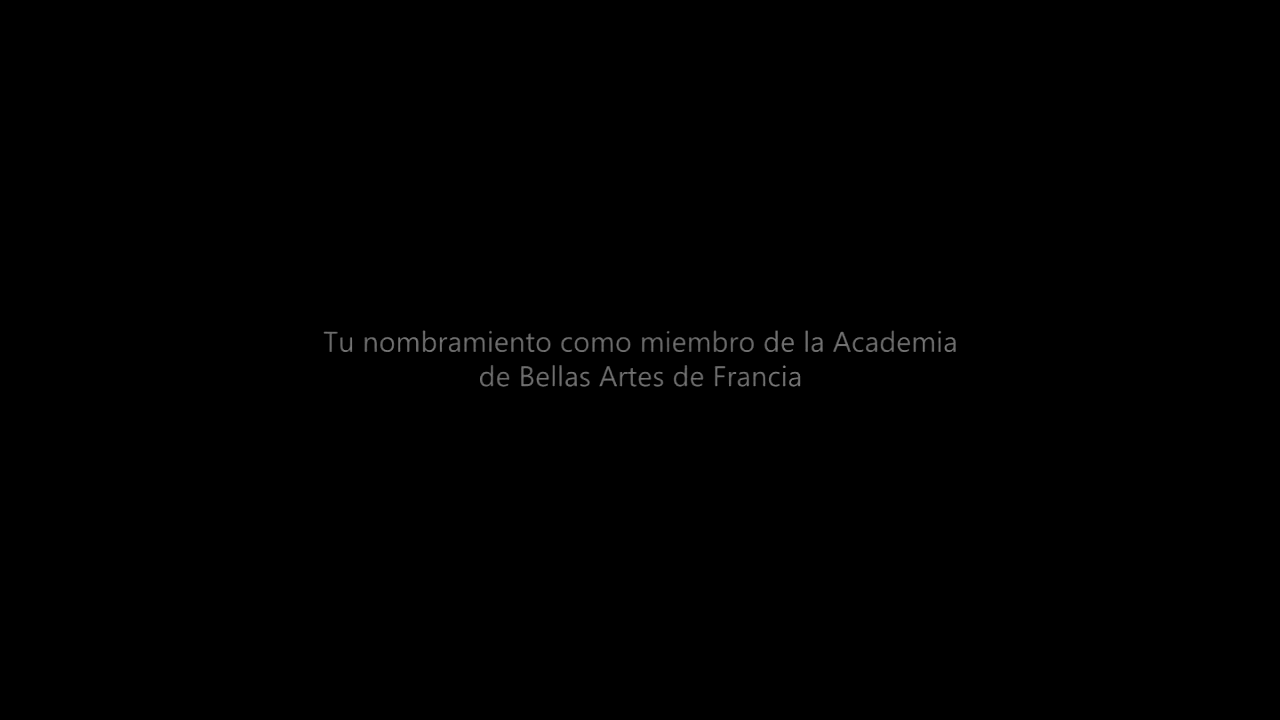 Tu nombramiento como miembro de la Academia
de Bellas Artes de Francia